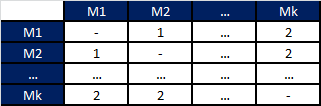 M1 M2 ... Mk
M1 - 1 ... 2
M2 1 - ... 2
... ... ... ... ...
Mk 2 2 ... -